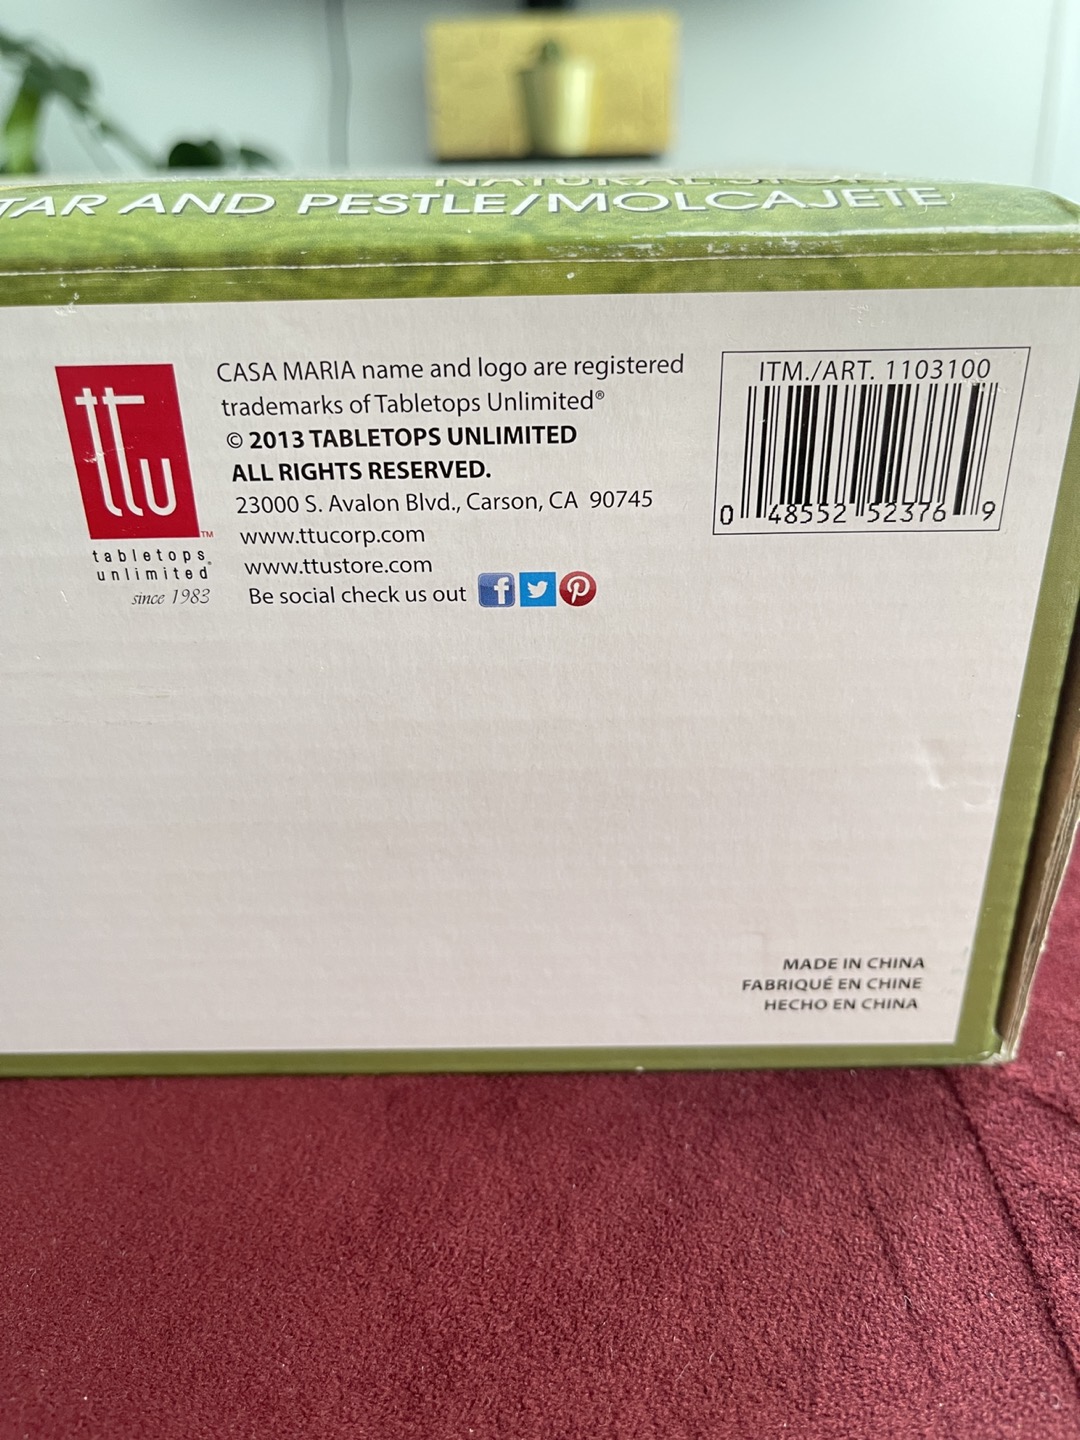 NATURAL
TAR AND PESTLE/MOLCAJETE
ttu
TM
tabletops
unlimited®
since 1983
CASA MARIA name and logo are registered
trademarks of Tabletops Unlimited®
© 2013 TABLETOPS UNLIMITED
ALL RIGHTS RESERVED.
23000 S. Avalon Blvd., Carson, CA 90745
www.ttucorp.com
www.ttustore.com
Be social check us out
ITM./ART. 1103100
0 48552 52376 9
MADE IN CHINA
FABRIQUÉ EN CHINE
HECHO EN CHINA